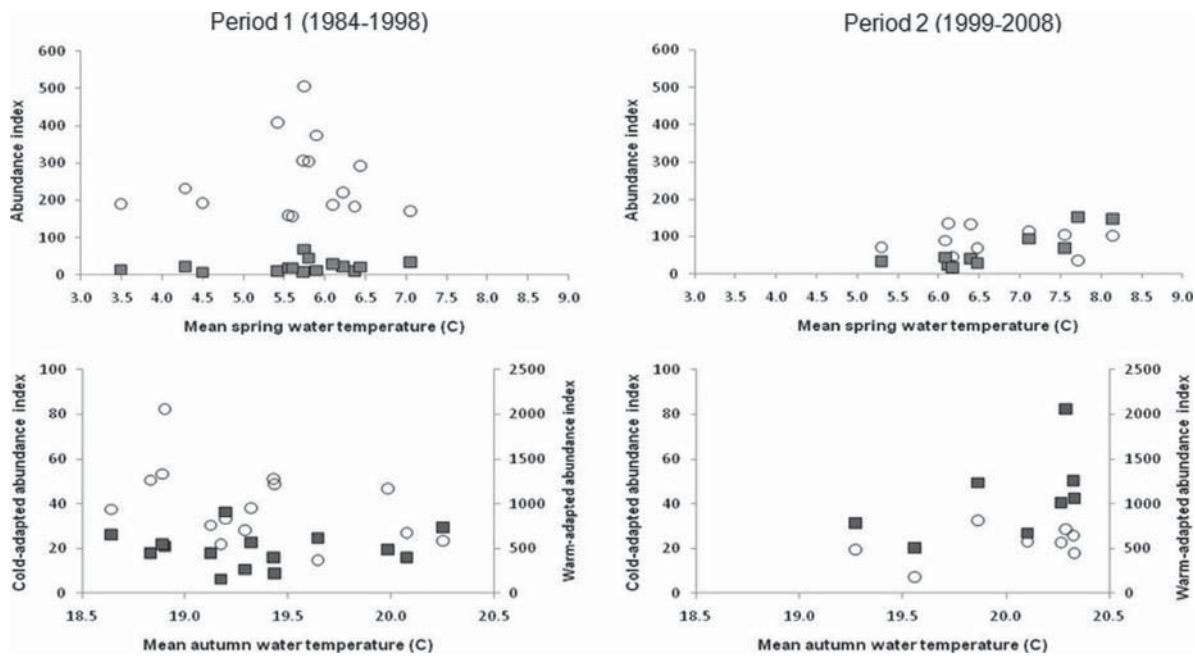 Period 1 (1984-1998)
Period 2 (1999-2008)
Abundance index
600
500
400
300
200
100
0
3.0 3.5 4.0 4.5 5.0 5.5 6.0 6.5 7.0 7.5 8.0 8.5 9.0
Mean spring water temperature (C)
Abundance index
600
500
400
300
200
100
0
3.0 3.5 4.0 4.5 5.0 5.5 6.0 6.5 7.0 7.5 8.0 8.5 9.0
Mean spring water temperature (C)
Cold-adapted abundance index
100
80
60
40
20
0
2500
2000
1500
1000
500
0
Warm-adapted abundance index
18.5 19.0 19.5 20.0 20.5
Mean autumn water temperature (C)
Cold-adapted abundance index
100
80
60
40
20
0
2500
2000
1500
1000
500
0
Warm-adapted abundance index
18.5 19.0 19.5 20.0 20.5
Mean autumn water temperature (C)